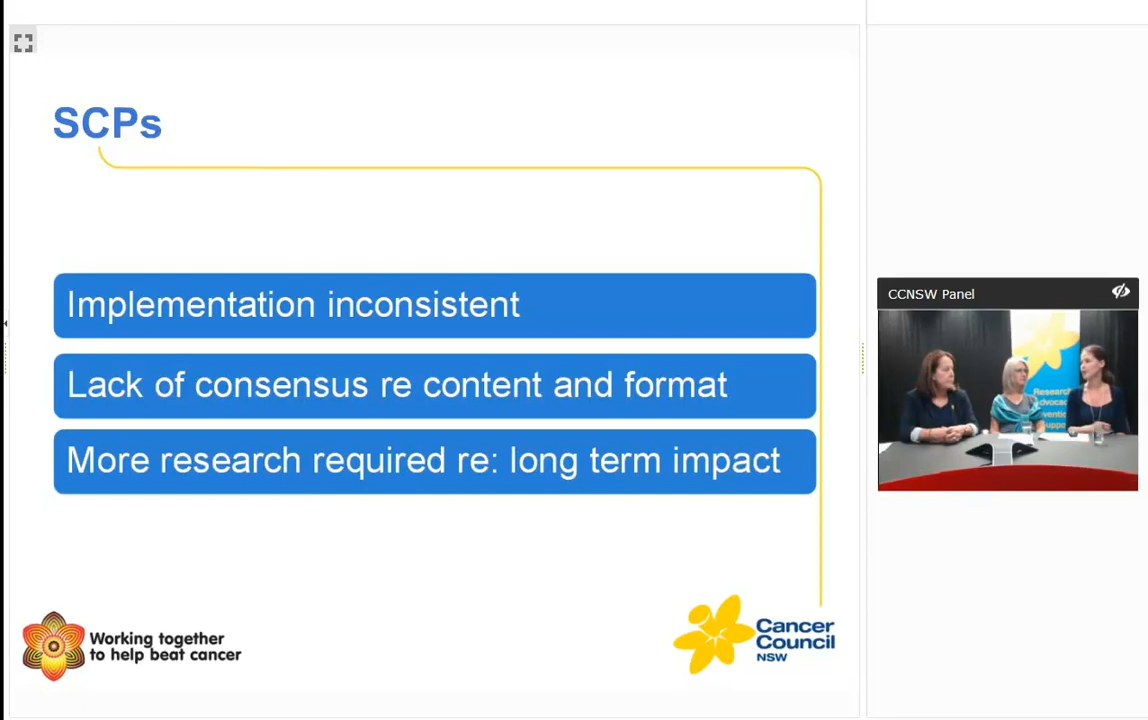 SCPs
Implementation inconsistent
Lack of consensus re content and format
More research required re: long term impact
Working together
to help beat cancer
Cancer
Council
NSW
CCNSW Panel
Research